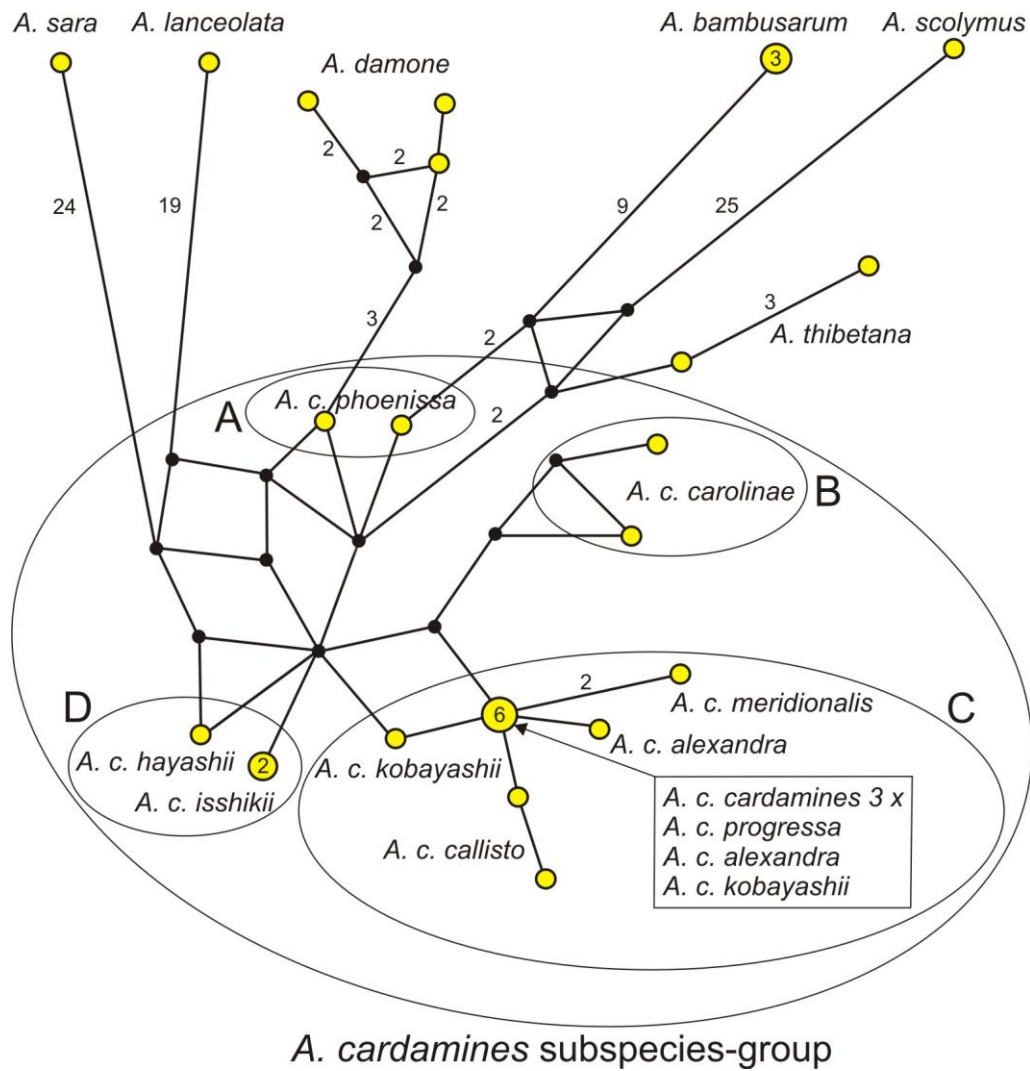 A. sara
A. lanceolata
A. damone
A. bambusarum
A. scolymus
3
2
2
24
19
2
2
9
25
3
3
2
A. thibetana
A. c. phoenissa
A
2
A. c. carolinae
B
D
2
A. c. meridionalis
C
6
A. c. hayashii
A. c. kobayashii
A. c. alexandra
2
A. c. isshikii
A. c. cardamines 3 x
A. c. progressa
A. c. alexandra
A. c. kobayashii
A. c. callisto
A. cardamines subspecies-group